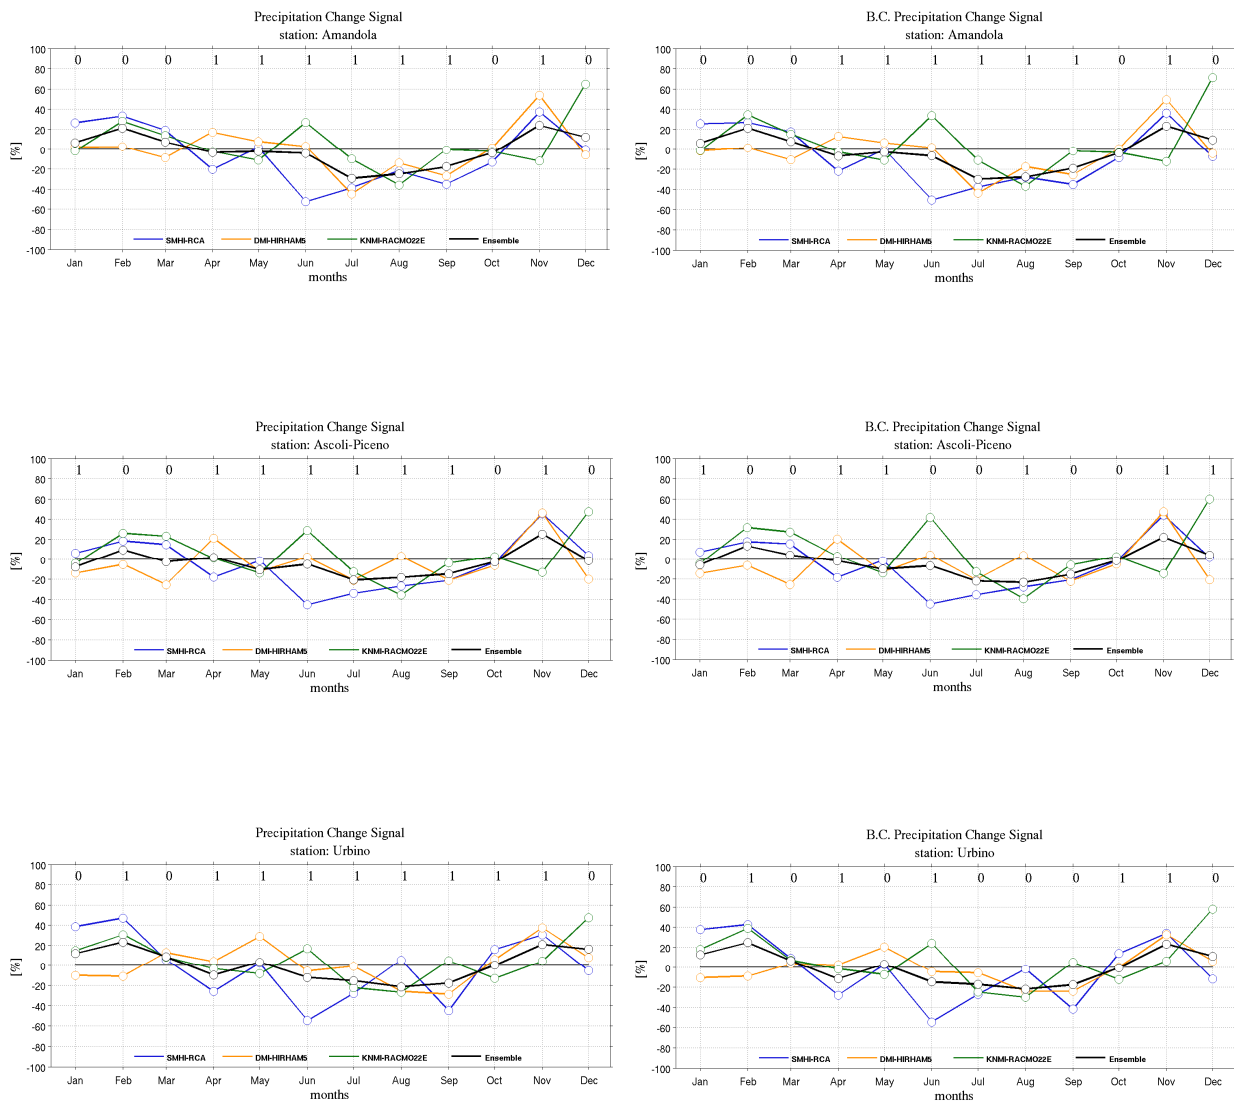 Precipitation Change Signal
station: Amandola
100
0 0 0 1 1 1 1 1 1 0 1 0
80
60
40
20
0
-20
-40
-60
-80
-100
[%]
SMHI-RCA DMI-HIRHAM5 KNMI-RACMO22E Ensemble
Jan Feb Mar Apr May Jun Jul Aug Sep Oct Nov Dec
months
B.C. Precipitation Change Signal
station: Amandola
100
0 0 0 1 1 1 1 1 1 0 1 0
80
60
40
20
0
-20
-40
-60
-80
-100
[%]
SMHI-RCA DMI-HIRHAM5 KNMI-RACMO22E Ensemble
Jan Feb Mar Apr May Jun Jul Aug Sep Oct Nov Dec
months
Precipitation Change Signal
station: Ascoli-Piceno
100
1 0 0 1 1 1 1 1 1 0 1 0
80
60
40
20
0
-20
-40
-60
-80
-100
[%]
SMHI-RCA DMI-HIRHAM5 KNMI-RACMO22E Ensemble
Jan Feb Mar Apr May Jun Jul Aug Sep Oct Nov Dec
months
B.C. Precipitation Change Signal
station: Ascoli-Piceno
100
1 0 0 1 1 0 0 1 0 0 1 1
80
60
40
20
0
-20
-40
-60
-80
-100
[%]
SMHI-RCA DMI-HIRHAM5 KNMI-RACMO22E Ensemble
Jan Feb Mar Apr May Jun Jul Aug Sep Oct Nov Dec
months
Precipitation Change Signal
station: Urbino
100
0 1 0 1 1 1 1 1 1 1 1 0
80
60
40
20
0
-20
-40
-60
-80
-100
[%]
SMHI-RCA DMI-HIRHAM5 KNMI-RACMO22E Ensemble
Jan Feb Mar Apr May Jun Jul Aug Sep Oct Nov Dec
months
B.C. Precipitation Change Signal
station: Urbino
100
0 1 0 1 0 1 0 0 0 1 1 0
80
60
40
20
0
-20
-40
-60
-80
-100
[%]
SMHI-RCA DMI-HIRHAM5 KNMI-RACMO22E Ensemble
Jan Feb Mar Apr May Jun Jul Aug Sep Oct Nov Dec
months